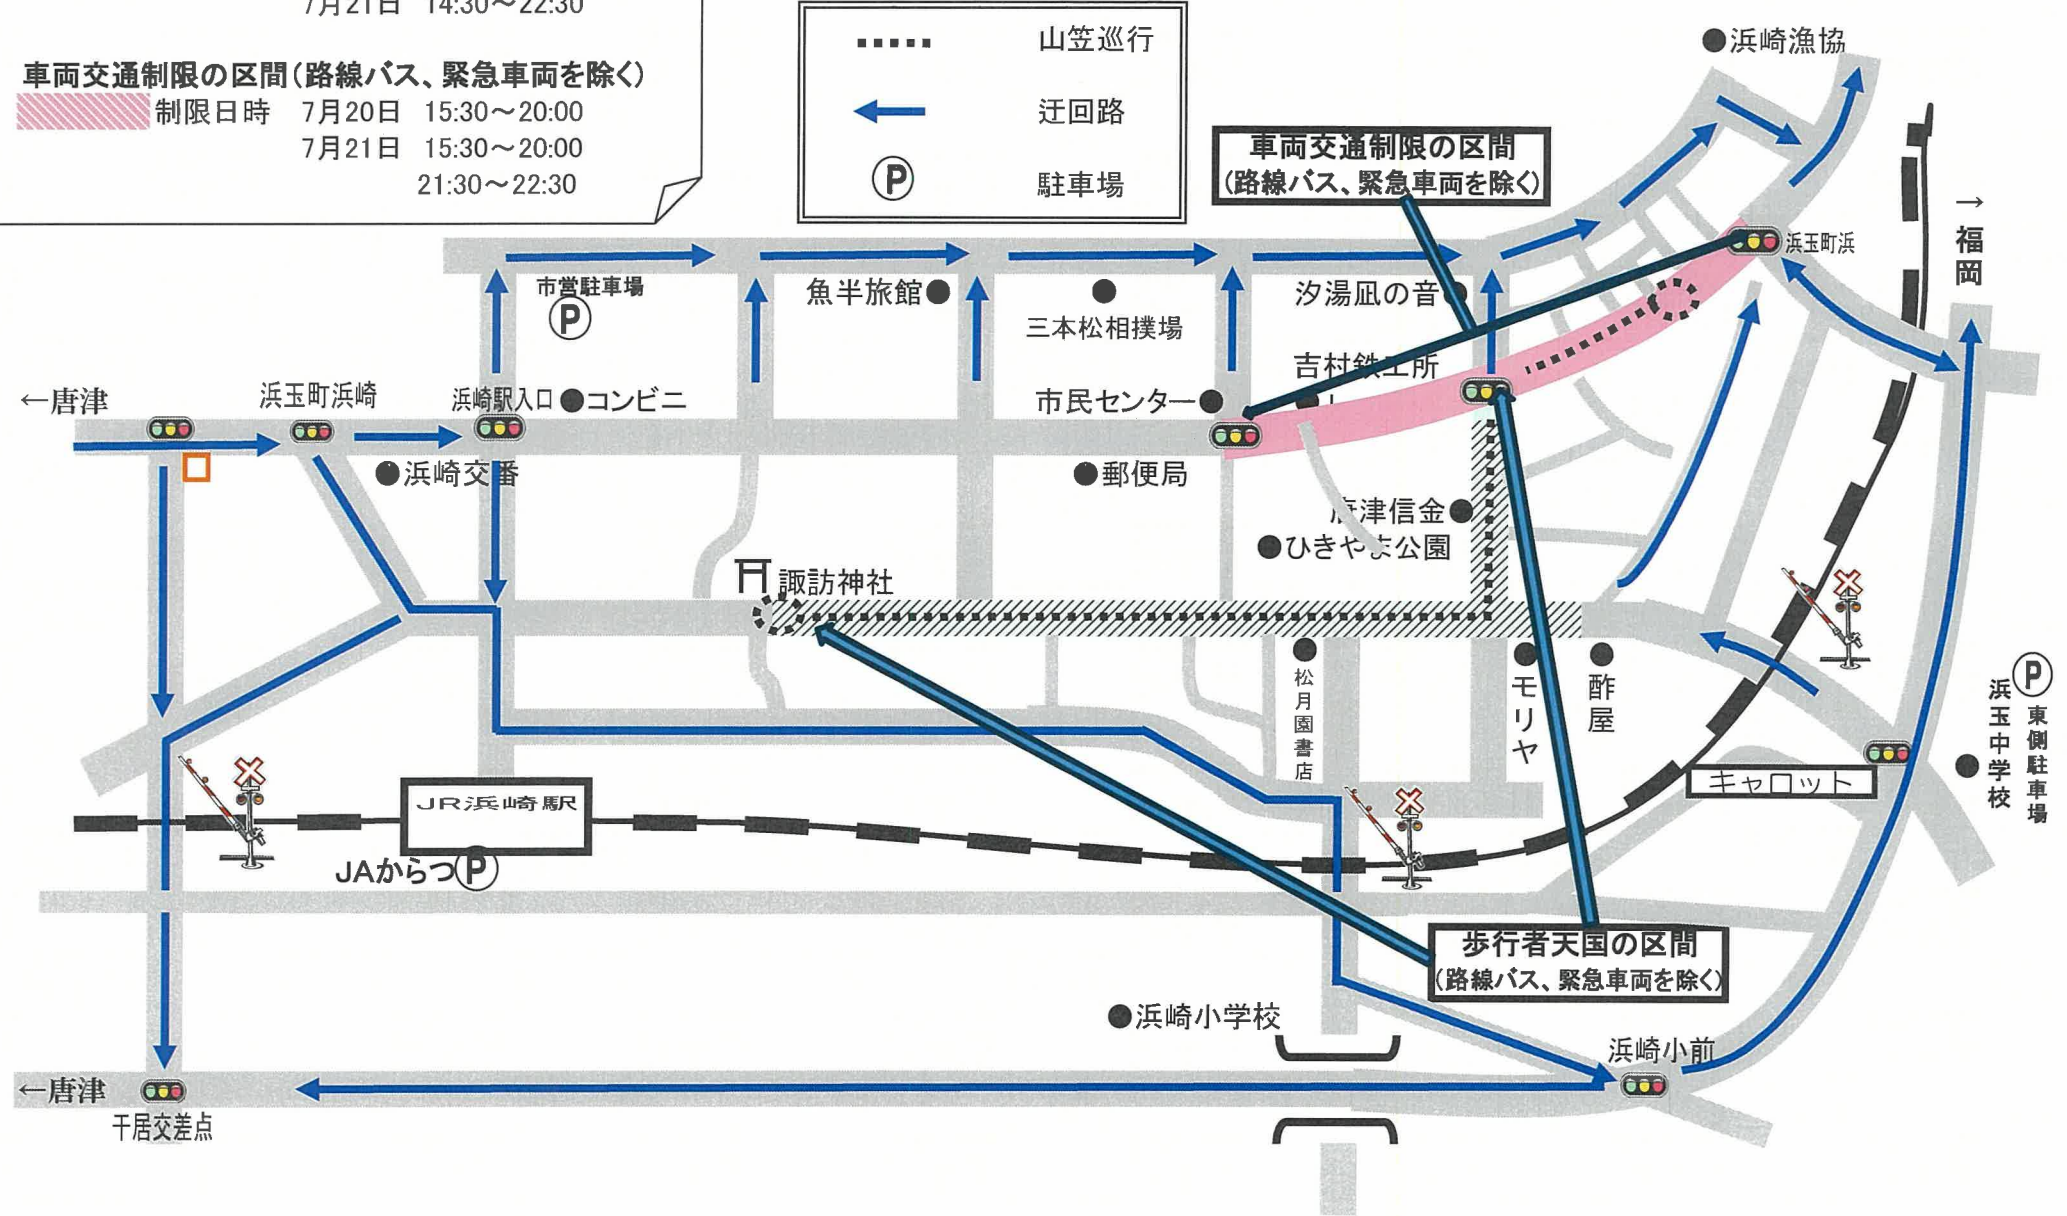 7月21日 14:30～22:30
車両交通制限の区間(路線バス、緊急車両を除く)
制限日時 7月20日 15:30～20:00
7月21日 15:30～20:00
21:30～22:30
山笠巡行
迂回路
P 駐車場
●浜崎漁協
車両交通制限の区間
(路線バス、緊急車両を除く)
→
福岡
浜玉町浜
市営駐車場
P
魚半旅館●
●
三本松相撲場
汐湯凪の音●
吉村鉄工所
←唐津
浜玉町浜崎
浜崎駅入口
●コンビニ
市民センター●
●浜崎交番
●郵便局
唐津信金●
●ひきやま公園
諏訪神社
●
松月園書店
●
モリヤ
●
酢屋
P
東側駐車場
●浜玉中学校
キャロット
JR浜崎駅
JAからつP
歩行者天国の区間
(路線バス、緊急車両を除く)
●浜崎小学校
浜崎小前
←唐津
干居交差点